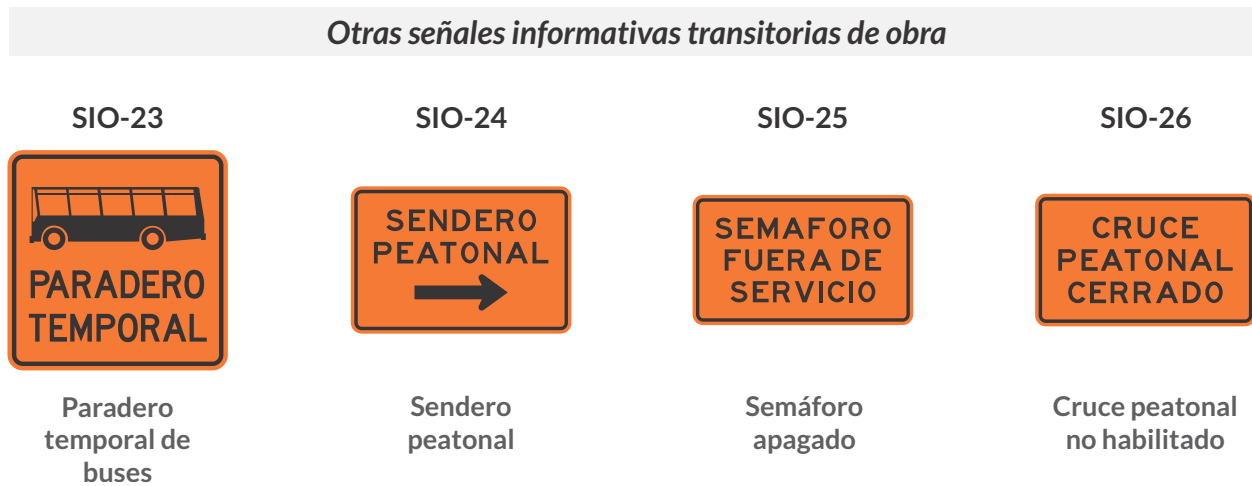 Otras señales informativas transitorias de obra
SIO-23
SIO-24
SIO-25
SIO-26
PARADERO
TEMPORAL
SENDERO
PEATONAL
SEMAFORO
FUERA DE
SERVICIO
CRUCE
PEATONAL
CERRADO
Paradero
temporal de
buses
Sendero
peatonal
Semáforo
apagado
Cruce peatonal
no habilitado